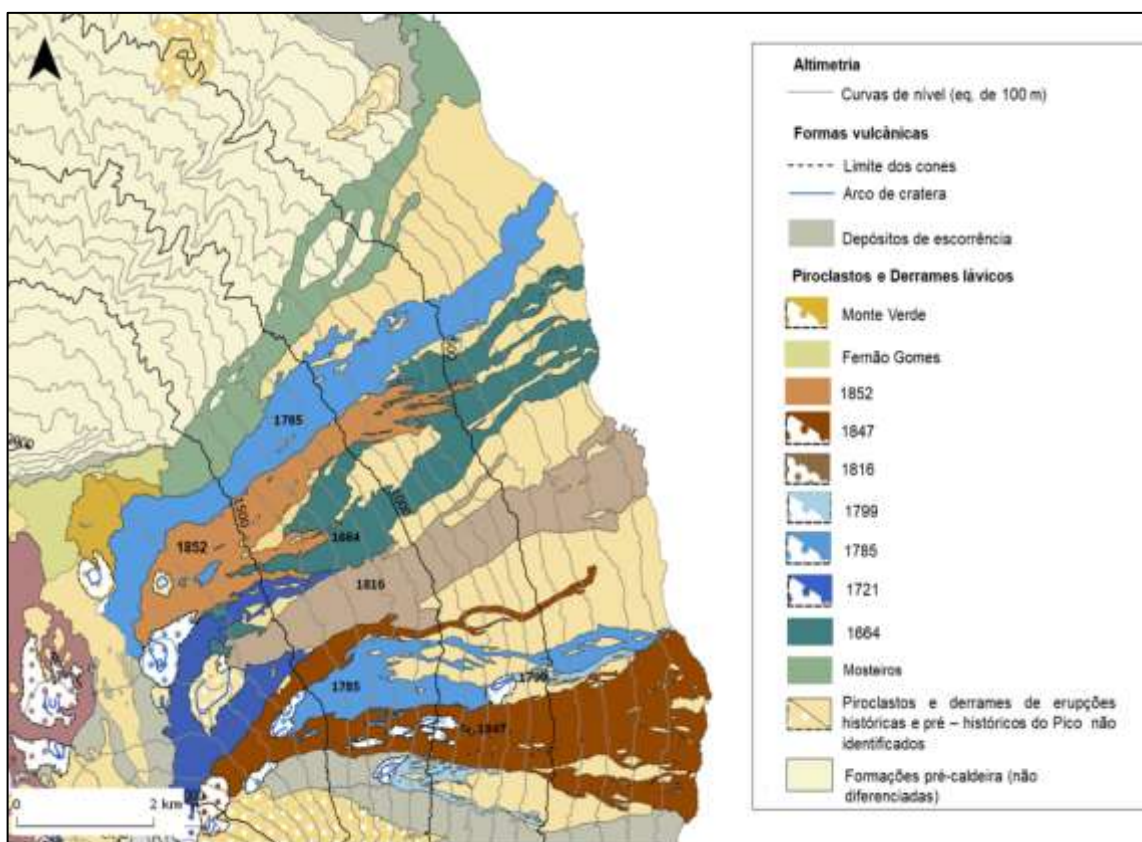 1785
1500
1852
1664
1000
1816
1785
0
2 km
Altimetria
Curvas de nível (eq. de 100 m)
Formas vulcânicas
Limite dos cones
Arco de cratera
Depósitos de escorrência
Piroclastos e Derrames lávicos
Monte Verde
Fernão Gomes
1852
1847
1816
1799
1785
1721
1664
Mosteiros
Piroclastos e derrames de erupções
históricas e pré – históricos do Pico não
identificados
Formações pré-caldeira (não
diferenciadas)